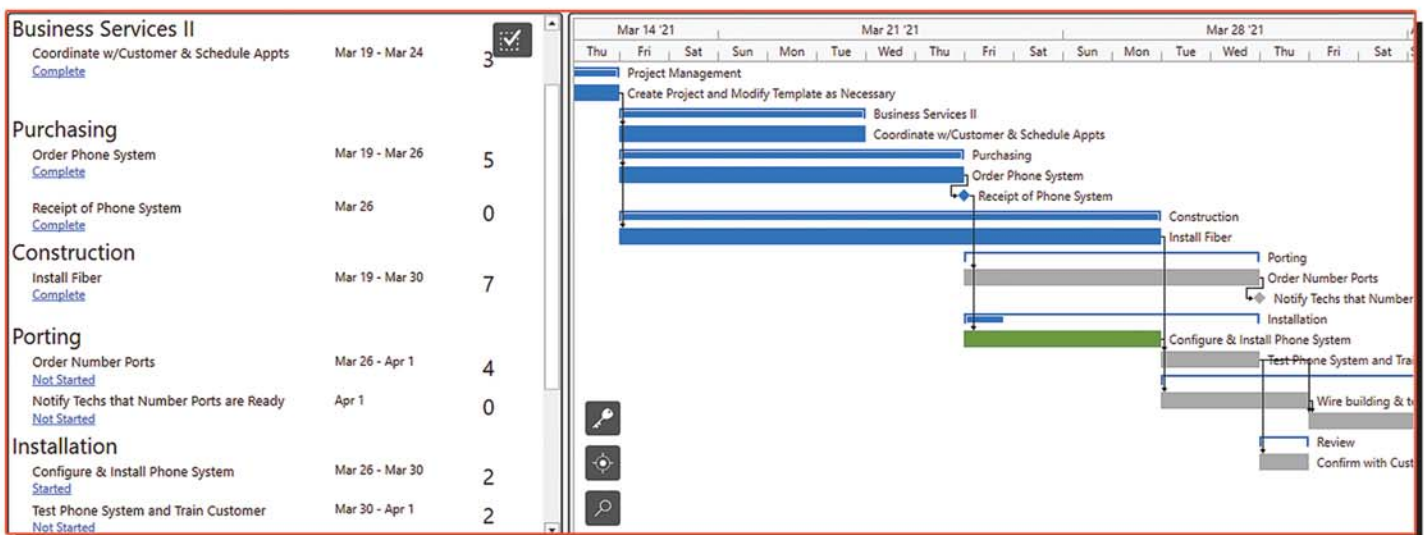 Business Services II
Coordinate w/Customer & Schedule Appts Mar 19 - Mar 24 3
Complete
Purchasing
Order Phone System Mar 19 - Mar 26 5
Complete
Receipt of Phone System Mar 26 0
Complete
Construction
Install Fiber Mar 19 - Mar 30 7
Complete
Porting
Order Number Ports Mar 26 - Apr 1 4
Not Started
Notify Techs that Number Ports are Ready Apr 1 0
Not Started
Installation
Configure & Install Phone System Mar 26 - Mar 30 2
Started
Test Phone System and Train Customer Mar 30 - Apr 1 2
Not Started
Mar 14 '21 Mar 21 '21 Mar 28 '21
Thu Fri Sat Sun Mon Tue Wed Thu Fri Sat Sun Mon Tue Wed Thu Fri Sat
Project Management
Create Project and Modify Template as Necessary
Business Services II
Coordinate w/Customer & Schedule Appts
Purchasing
Order Phone System
Receipt of Phone System
Construction
Install Fiber
Porting
Order Number Ports
Notify Techs that Number
Installation
Configure & Install Phone System
Test Phone System and Trai
Wire building & t
Review
Confirm with Cust